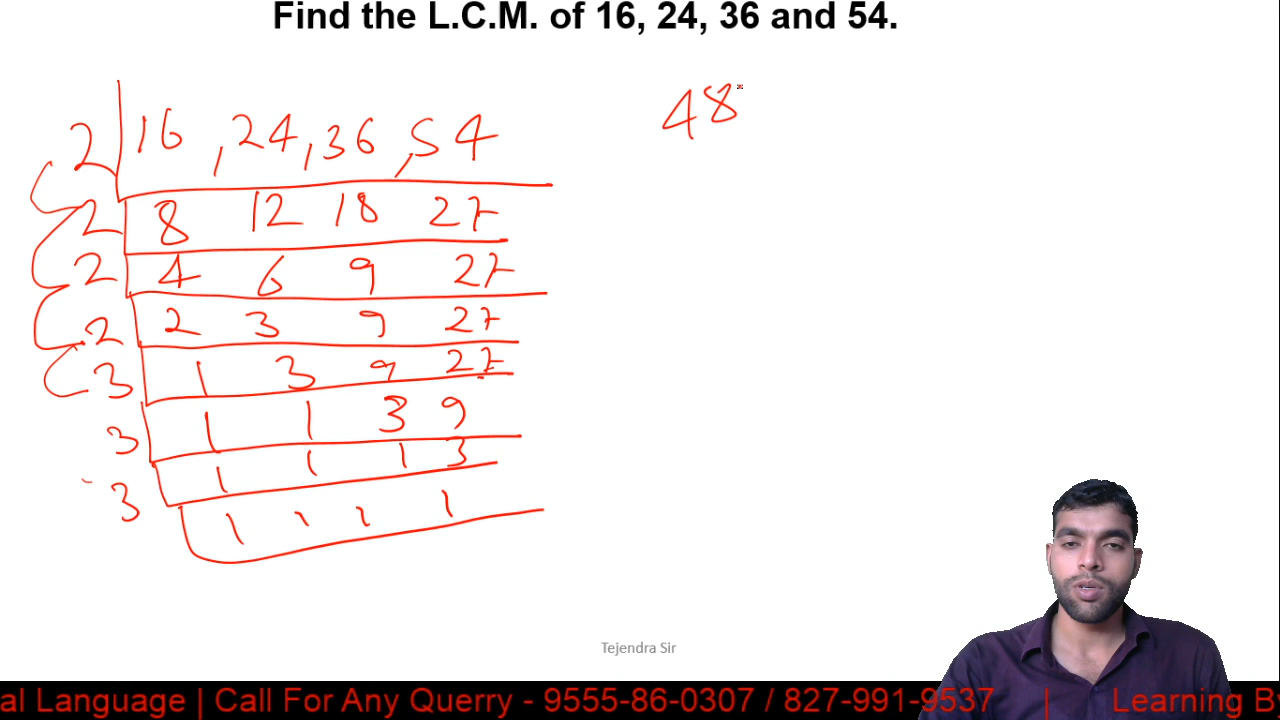 Find the L.C.M. of 16, 24, 36 and 54.
48
2 16 , 24 , 36 , 54
2 8 12 18 27
2 4 6 9 27
2 2 3 9 27
3 1 3 9 27
3 1 1 3 9
3 1 1 1 3
1 1 1 1
Tejendra Sir
al Language | Call For Any Querry - 9555-86-0307 / 827-991-9537 | Learning B